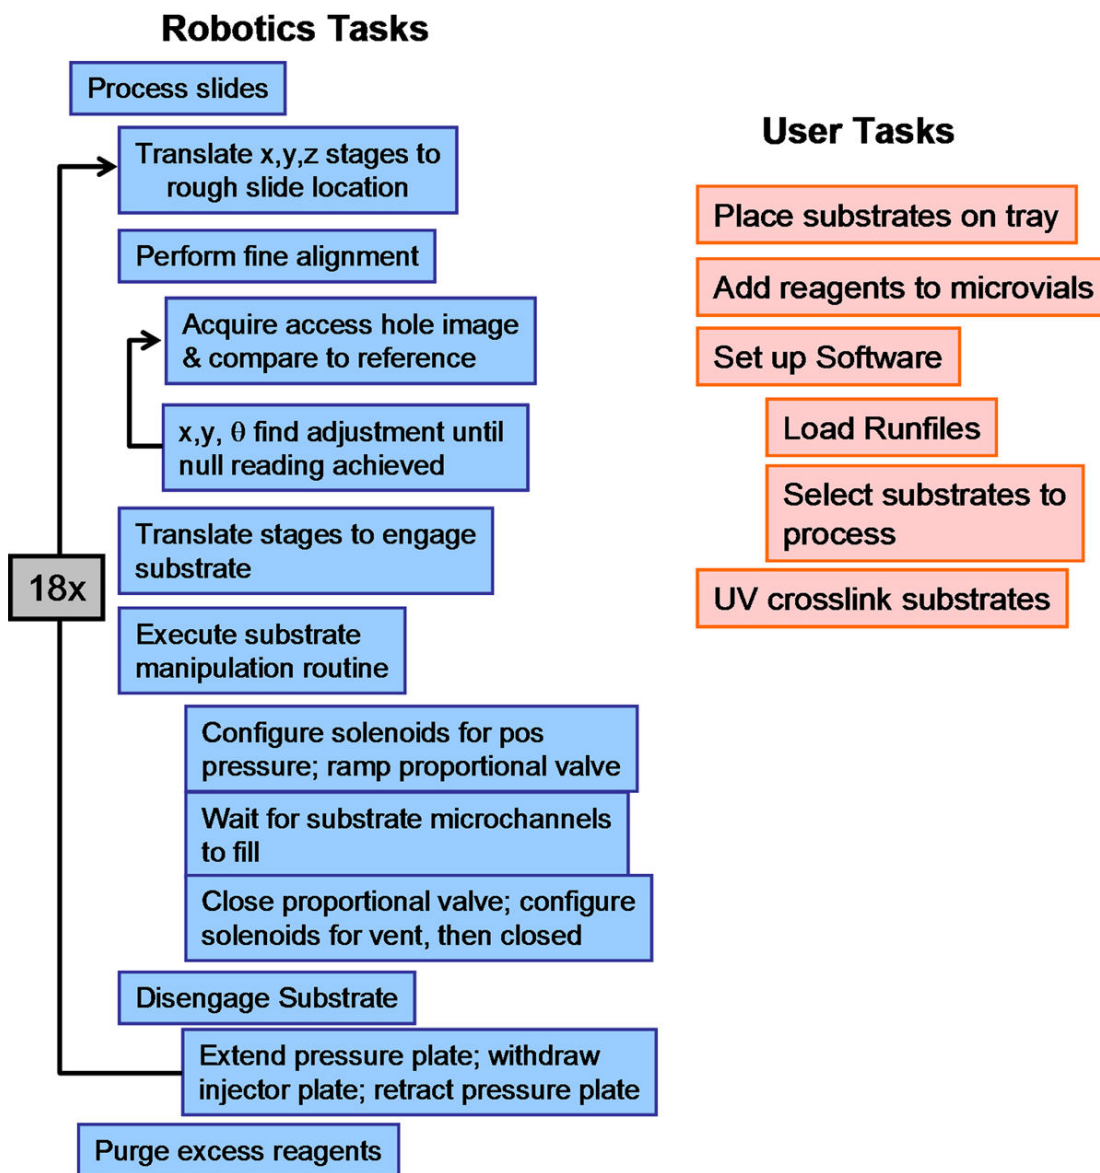 Robotics Tasks
Process slides
Translate x,y,z stages to
rough slide location
Perform fine alignment
Acquire access hole image
& compare to reference
x,y, θ find adjustment until
null reading achieved
Translate stages to engage
substrate
18x
Execute substrate
manipulation routine
Configure solenoids for pos
pressure; ramp proportional valve
Wait for substrate microchannels
to fill
Close proportional valve; configure
solenoids for vent, then closed
Disengage Substrate
Extend pressure plate; withdraw
injector plate; retract pressure plate
Purge excess reagents
User Tasks
Place substrates on tray
Add reagents to microvials
Set up Software
Load Runfiles
Select substrates to
process
UV crosslink substrates